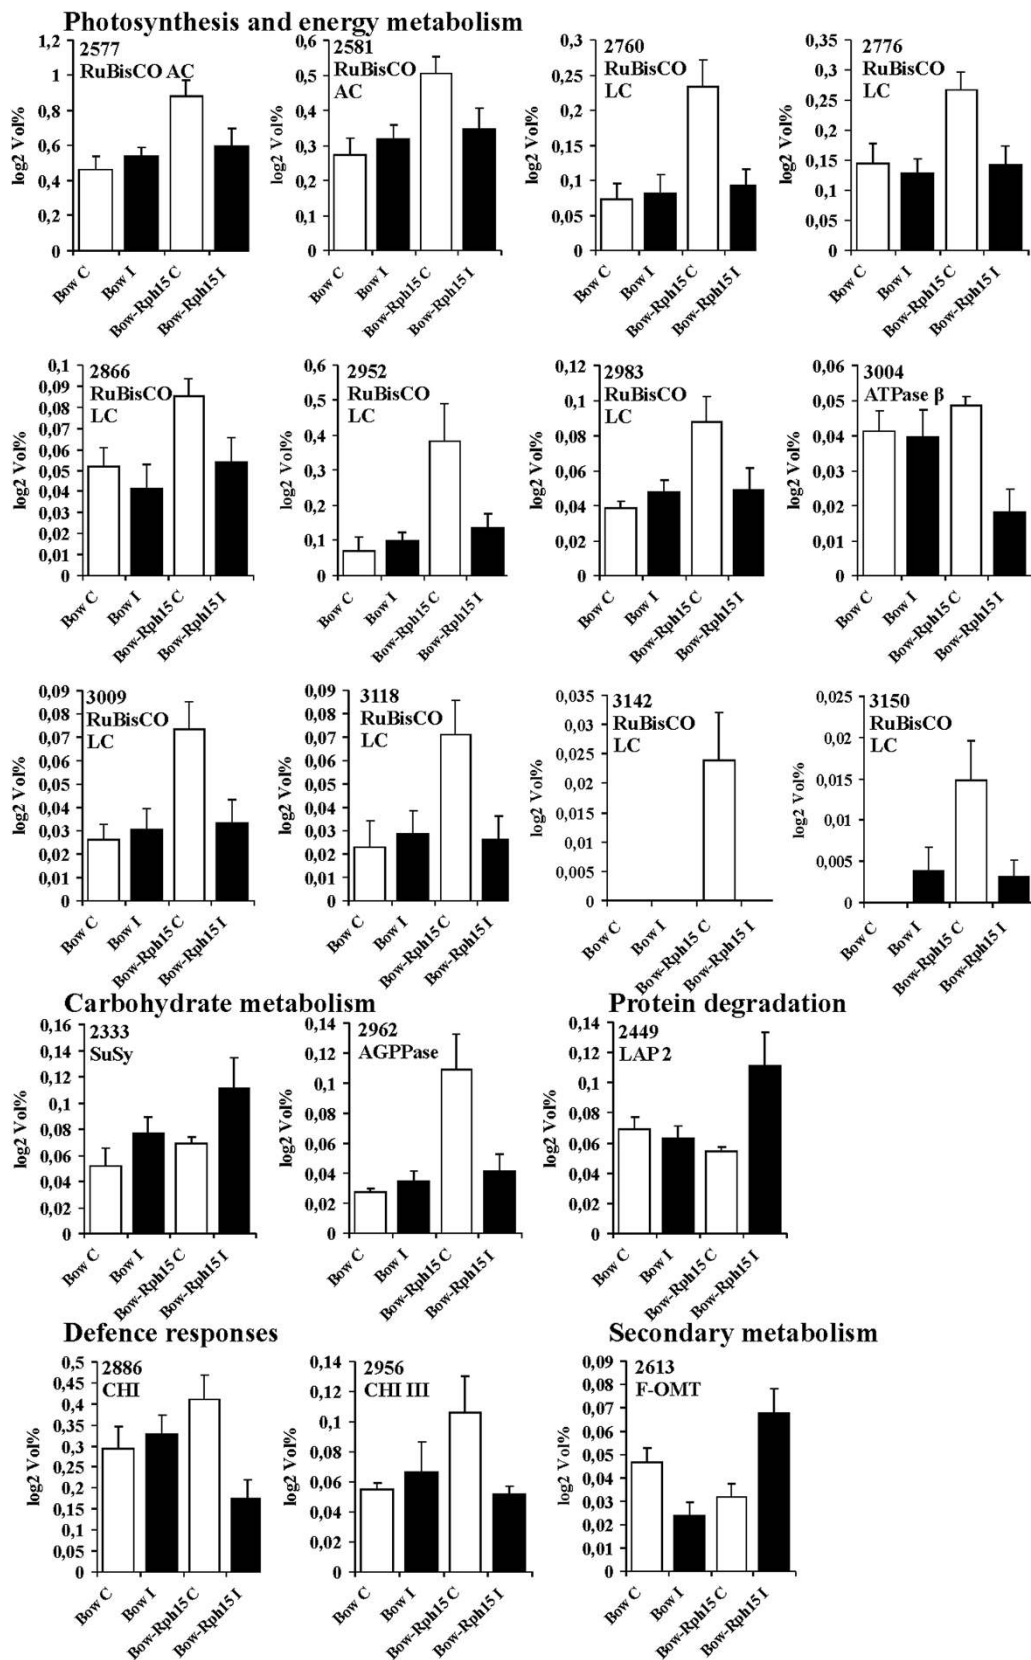 Photosynthesis and energy metabolism
2577
RuBisCO AC
log2 Vol%
1,2
1
0,8
0,6
0,4
0,2
0
Bow C
Bow I
Bow-Rph15 C
Bow-Rph15 I
2581
RuBisCO
AC
log2 Vol%
0,6
0,5
0,4
0,3
0,2
0,1
0
Bow C
Bow I
Bow-Rph15 C
Bow-Rph15 I
2760
RuBisCO
LC
log2 Vol%
0,3
0,25
0,2
0,15
0,1
0,05
0
Bow C
Bow I
Bow-Rph15 C
Bow-Rph15 I
2776
RuBisCO
LC
log2 Vol%
0,35
0,3
0,25
0,2
0,15
0,1
0,05
0
Bow C
Bow I
Bow-Rph15 C
Bow-Rph15 I
2866
RuBisCO
LC
log2 Vol%
0,1
0,09
0,08
0,07
0,06
0,05
0,04
0,03
0,02
0,01
0
Bow C
Bow I
Bow-Rph15 C
Bow-Rph15 I
2952
RuBisCO
LC
log2 Vol%
0,6
0,5
0,4
0,3
0,2
0,1
0
Bow C
Bow I
Bow-Rph15 C
Bow-Rph15 I
2983
RuBisCO
LC
log2 Vol%
0,12
0,1
0,08
0,06
0,04
0,02
0
Bow C
Bow I
Bow-Rph15 C
Bow-Rph15 I
3004
ATPase β
log2 Vol%
0,06
0,05
0,04
0,03
0,02
0,01
0
Bow C
Bow I
Bow-Rph15 C
Bow-Rph15 I
3009
RuBisCO
LC
log2 Vol%
0,09
0,08
0,07
0,06
0,05
0,04
0,03
0,02
0,01
0
Bow C
Bow I
Bow-Rph15 C
Bow-Rph15 I
3118
RuBisCO
LC
log2 Vol%
0,09
0,08
0,07
0,06
0,05
0,04
0,03
0,02
0,01
0
Bow C
Bow I
Bow-Rph15 C
Bow-Rph15 I
3142
RuBisCO
LC
log2 Vol%
0,035
0,03
0,025
0,02
0,015
0,01
0,005
0
Bow C
Bow I
Bow-Rph15 C
Bow-Rph15 I
3150
RuBisCO
LC
log2 Vol%
0,025
0,02
0,015
0,01
0,005
0
Bow C
Bow I
Bow-Rph15 C
Bow-Rph15 I
Carbohydrate metabolism
2333
SuSy
log2 Vol%
0,16
0,14
0,12
0,1
0,08
0,06
0,04
0,02
0
Bow C
Bow I
Bow-Rph15 C
Bow-Rph15 I
2962
AGPPase
log2 Vol%
0,14
0,12
0,1
0,08
0,06
0,04
0,02
0
Bow C
Bow I
Bow-Rph15 C
Bow-Rph15 I
Protein degradation
2449
LAP 2
log2 Vol%
0,14
0,12
0,1
0,08
0,06
0,04
0,02
0
Bow C
Bow I
Bow-Rph15 C
Bow-Rph15 I
Defence responses
2886
CHI
log2 Vol%
0,5
0,45
0,4
0,35
0,3
0,25
0,2
0,15
0,1
0,05
0
Bow C
Bow I
Bow-Rph15 C
Bow-Rph15 I
2956
CHI III
log2 Vol%
0,14
0,12
0,1
0,08
0,06
0,04
0,02
0
Bow C
Bow I
Bow-Rph15 C
Bow-Rph15 I
Secondary metabolism
2613
F-OMT
log2 Vol%
0,09
0,08
0,07
0,06
0,05
0,04
0,03
0,02
0,01
0
Bow C
Bow I
Bow-Rph15 C
Bow-Rph15 I